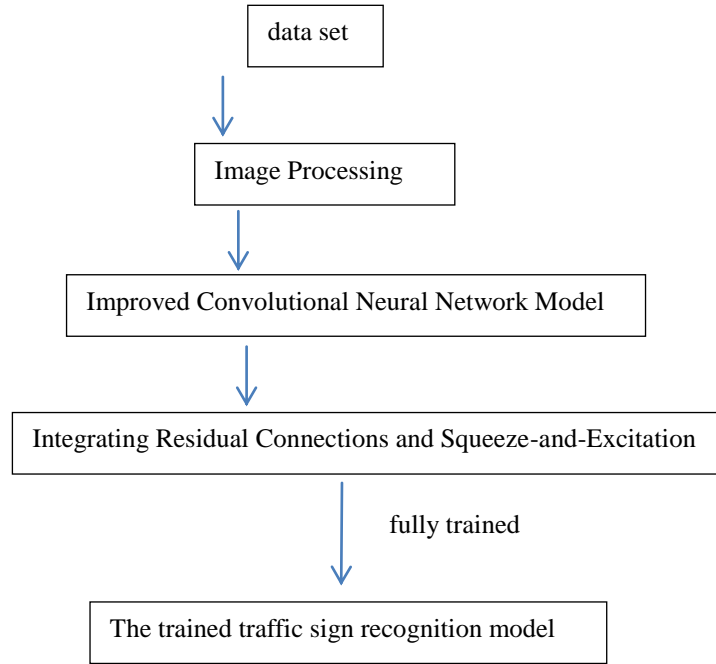 data set
Image Processing
Improved Convolutional Neural Network Model
Integrating Residual Connections and Squeeze-and-Excitation
fully trained
The trained traffic sign recognition model